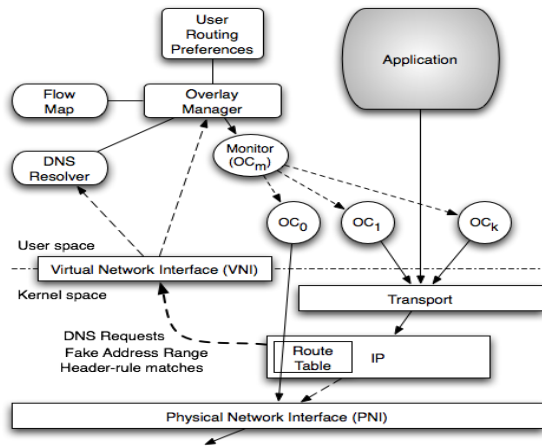 User
Routing
Preferences
Application
Flow
Map
Overlay
Manager
DNS
Resolver
Monitor
(OCm)
OC0
OC1
OCk
User space
Virtual Network Interface (VNI)
Kernel space
Transport
DNS Requests
Fake Address Range
Header-rule matches
Route
Table
IP
Physical Network Interface (PNI)